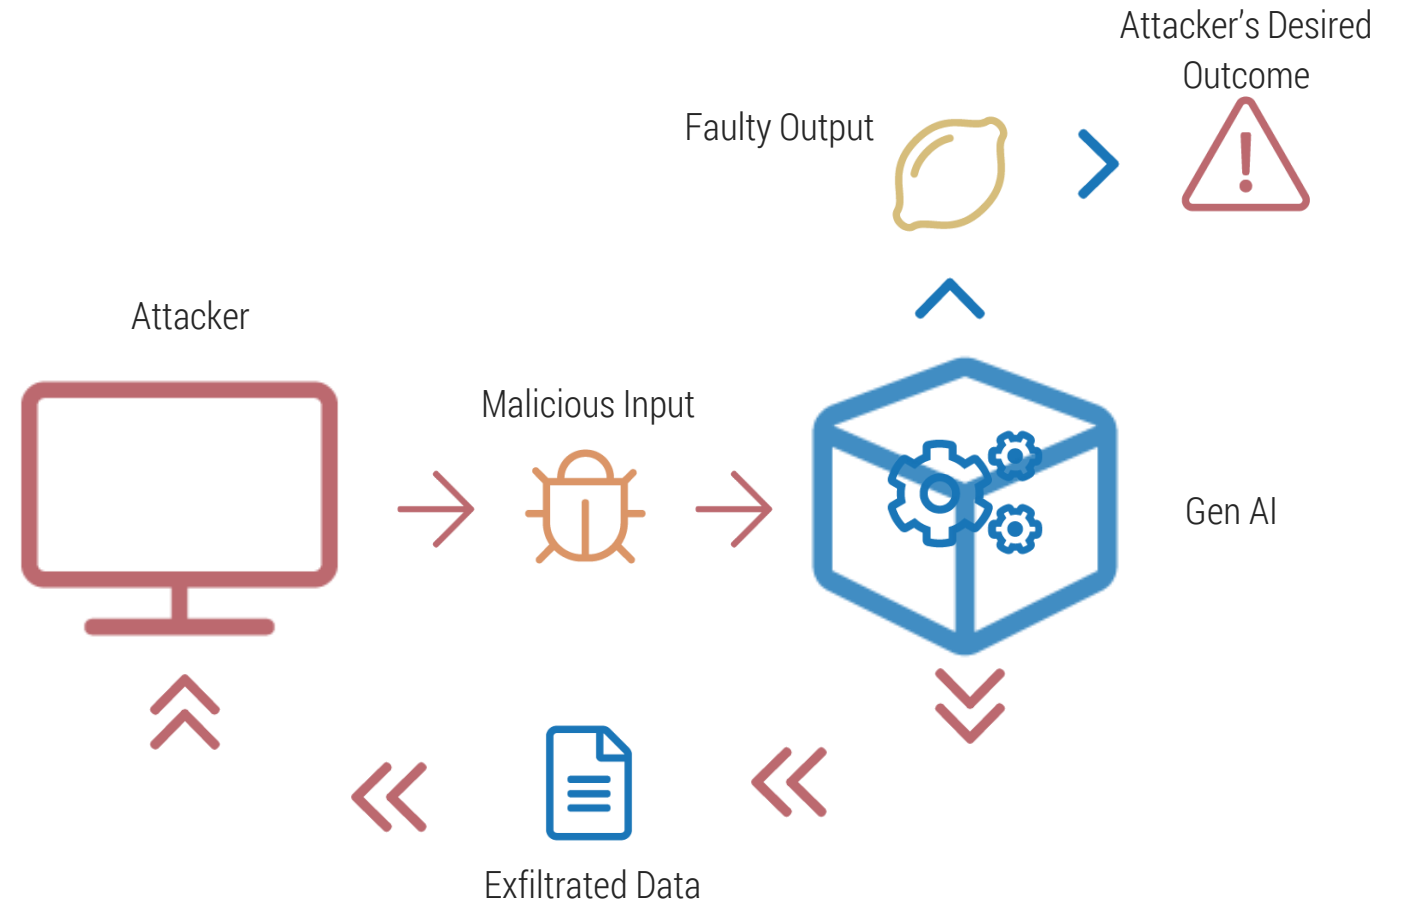 Attacker’s Desired
Outcome
Faulty Output
Attacker
Malicious Input
Gen AI
Exfiltrated Data